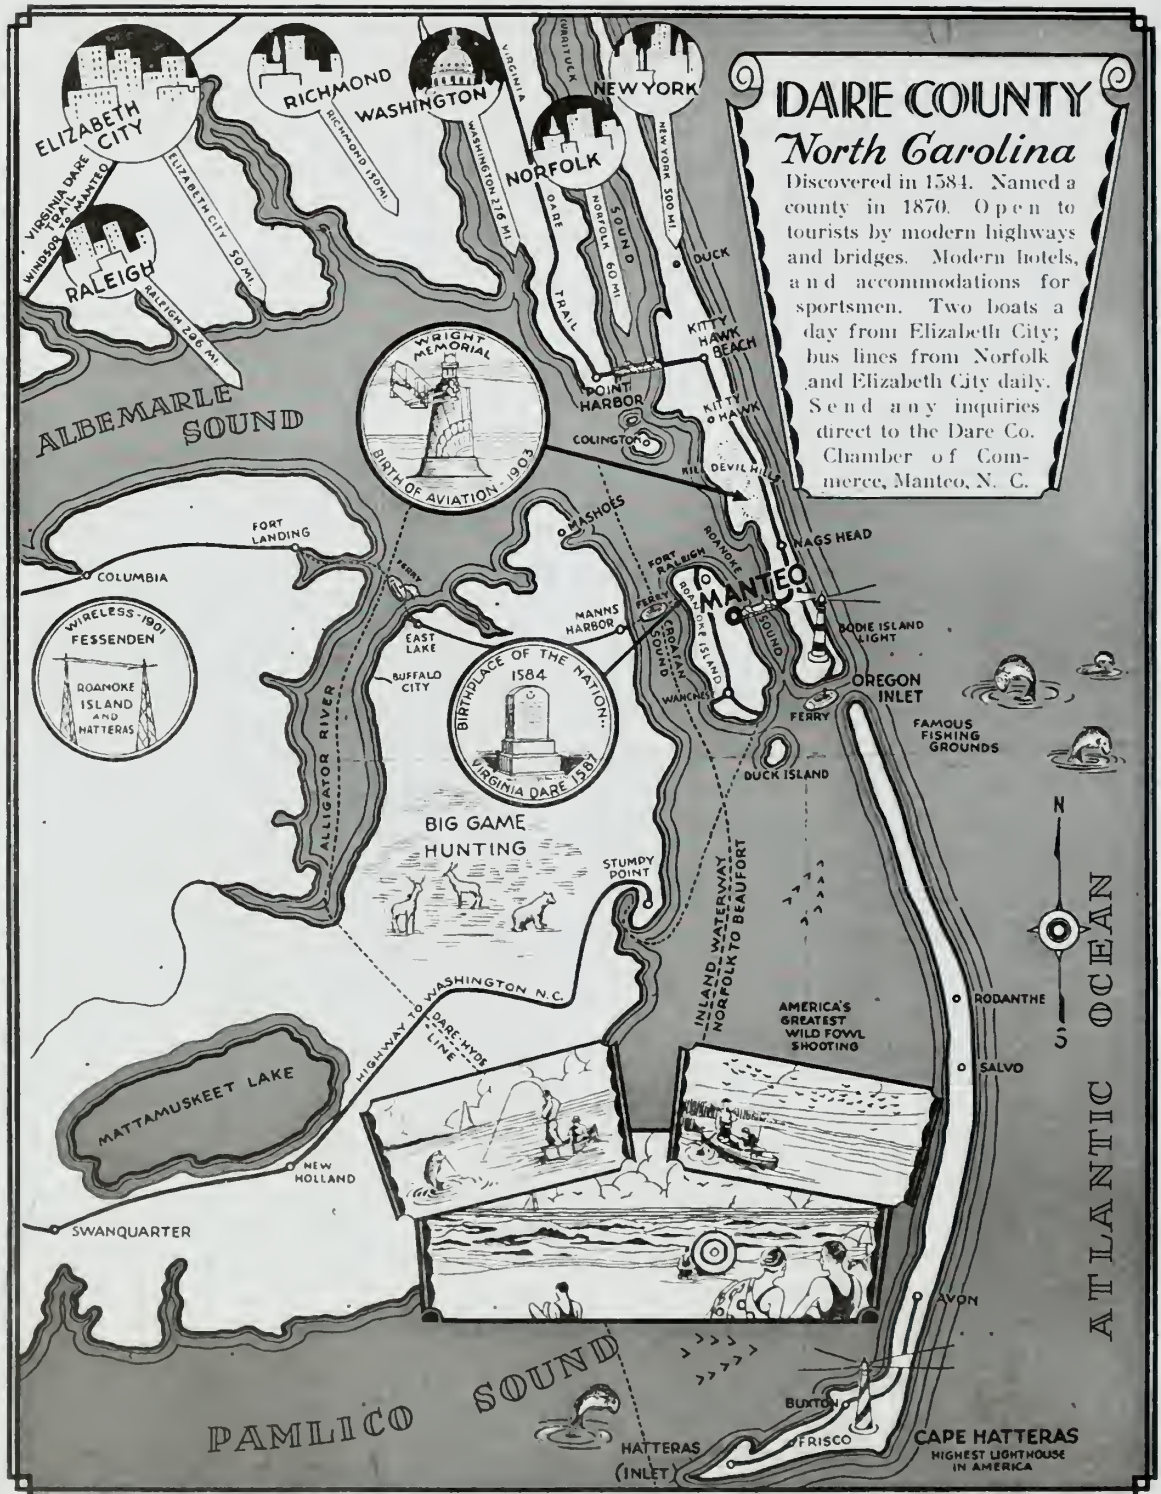 ELIZABETH
CITY
VIRGINIA DARE
TRAIL
WINDSOR TO MANTEO
ELIZABETH CITY 50 MI.
RALEIGH
RALEIGH 206 MI.
RICHMOND
RICHMOND 150 MI.
WASHINGTON
WASHINGTON 276 MI.
VIRGINIA
DARE
TRAIL
CURRITUCK
SOUND
NORFOLK
NORFOLK 60 MI.
NEW YORK
NEW YORK 500 MI.
DARE COUNTY
North Carolina
Discovered in 1584. Named a
county in 1870. Open to
tourists by modern highways
and bridges. Modern hotels,
and accommodations for
sportsmen. Two boats a
day from Elizabeth City;
bus lines from Norfolk
and Elizabeth City daily.
Send any inquiries
direct to the Dare Co.
Chamber of Com-
merce, Manteo, N. C.
DUCK
KITTY
HAWK
BEACH
POINT
HARBOR
KITTY
HAWK
COLINGTON
KILL DEVIL HILLS
ALBEMARLE
SOUND
WRIGHT
MEMORIAL
BIRTH OF AVIATION - 1903
FORT
LANDING
COLUMBIA
FERRY
MASHOES
NAGS HEAD
ROANOKE
SOUND
FORT
RALEIGH
MANTEO
ROANOKE ISLAND
FERRY
CROATAN
SOUND
MANNS
HARBOR
EAST
LAKE
BUFFALO
CITY
WANCHESE
BODIE ISLAND
LIGHT
OREGON
INLET
FERRY
DUCK ISLAND
FAMOUS
FISHING
GROUNDS
WIRELESS-1901
FESSENDEN
ROANOKE
ISLAND
AND
HATTERAS
BIRTHPLACE OF THE NATION
1584
VIRGINIA DARE 1587
ALLIGATOR RIVER
BIG GAME
HUNTING
STUMPY
POINT
INLAND WATERWAY
NORFOLK TO BEAUFORT
N
S
ATLANTIC OCEAN
RODANTHE
SALVO
AMERICA'S
GREATEST
WILD FOWL
SHOOTING
HIGHWAY TO WASHINGTON N.C.
DARE-HYDE
LINE
MATTAMUSKEET LAKE
NEW
HOLLAND
SWANQUARTER
AVON
PAMLICO SOUND
BUXTON
FRISCO
HATTERAS
(INLET)
CAPE HATTERAS
HIGHEST LIGHTHOUSE
IN AMERICA